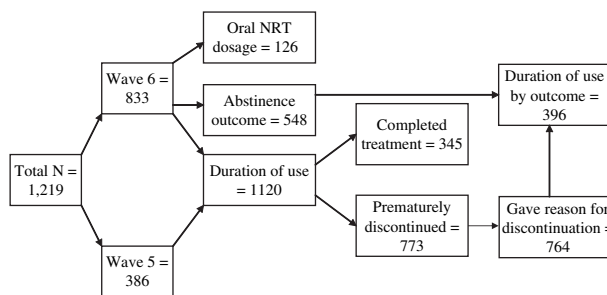 Oral NRT
dosage = 126
Wave 6 =
833
Abstinence
outcome = 548
Duration of use
by outcome =
396
Completed
treatment = 345
Total N =
1,219
Duration of use
= 1120
Prematurely
discontinued =
773
Gave reason for
discontinuation =
764
Wave 5 =
386